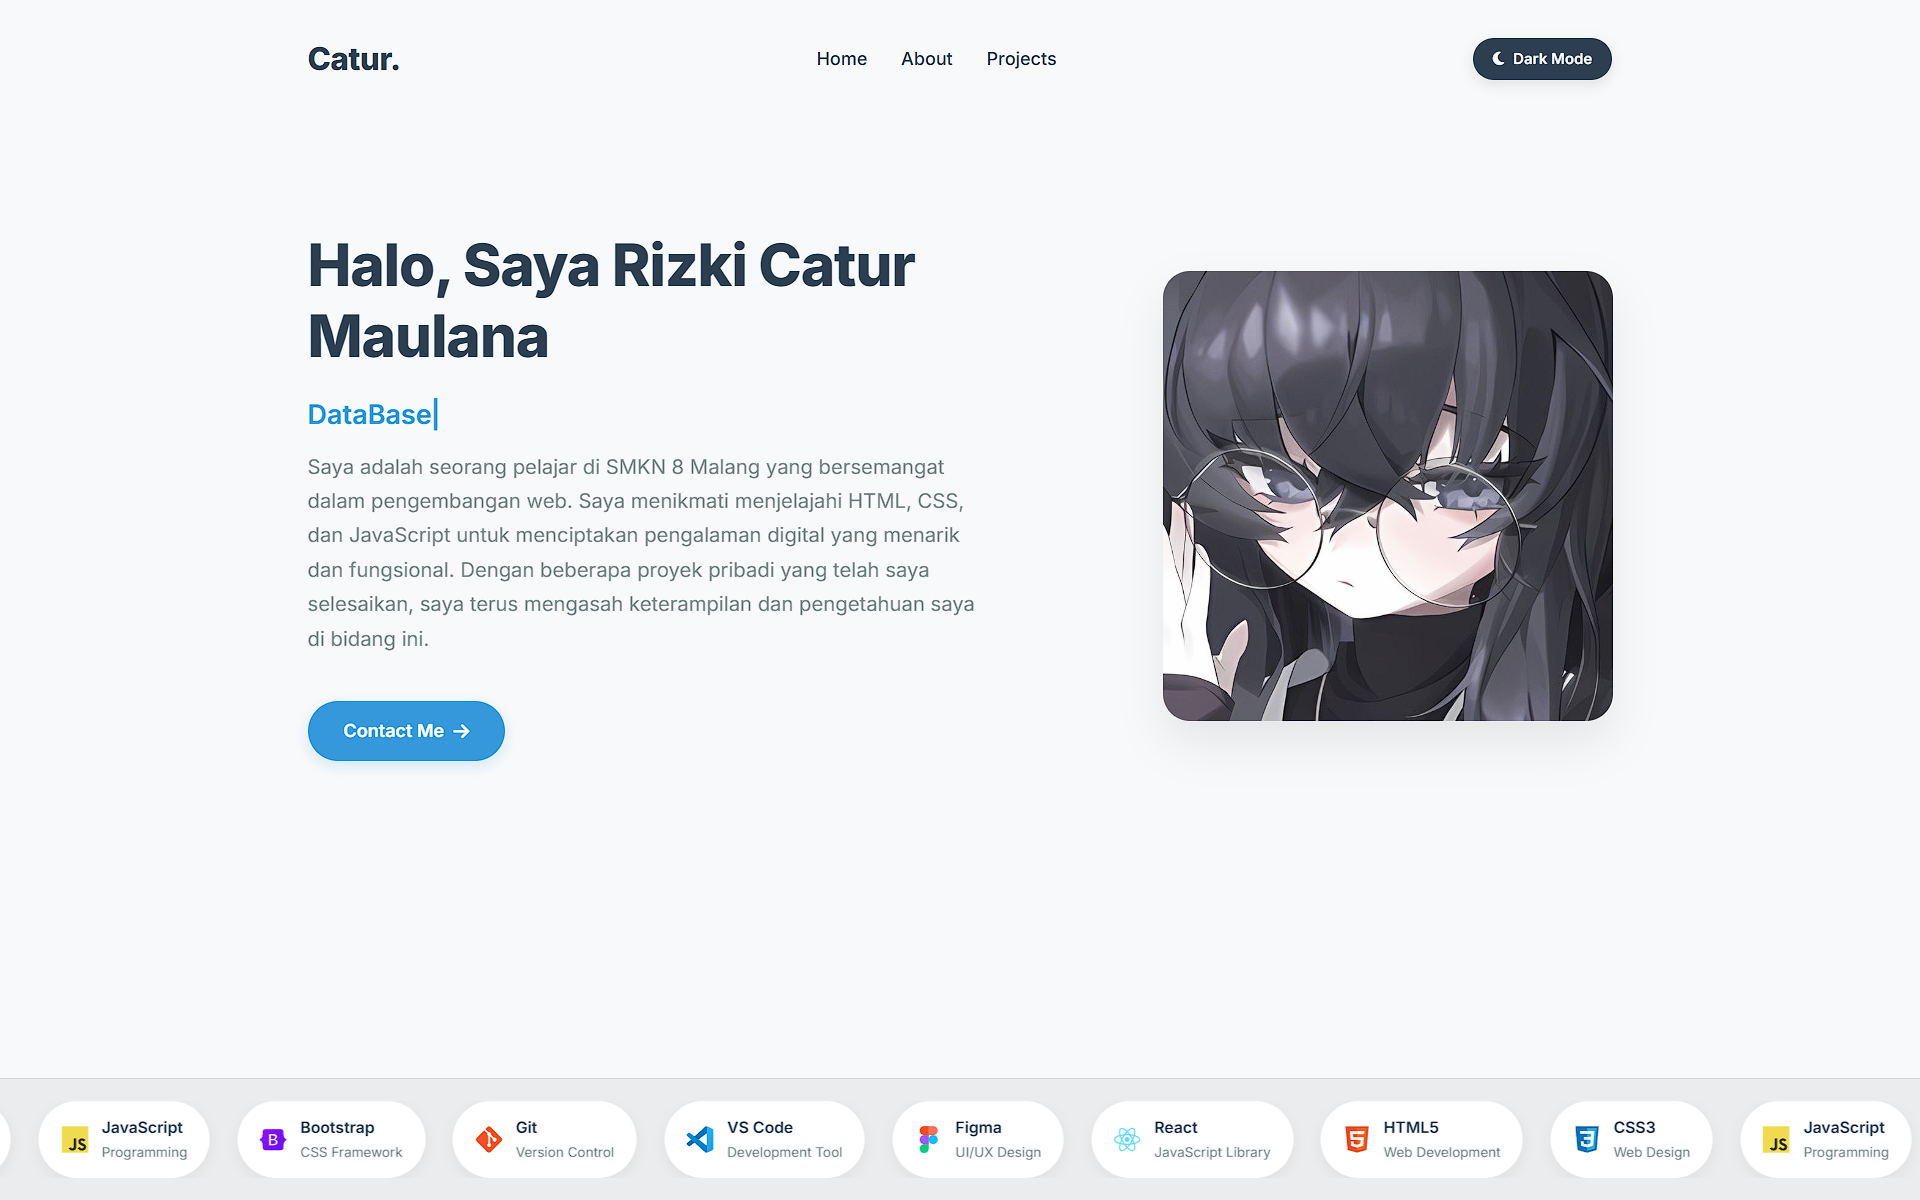 Catur.
Home
About
Projects
Dark Mode
Halo, Saya Rizki Catur
Maulana
DataBase|
Saya adalah seorang pelajar di SMKN 8 Malang yang bersemangat
dalam pengembangan web. Saya menikmati menjelajahi HTML, CSS,
dan JavaScript untuk menciptakan pengalaman digital yang menarik
dan fungsional. Dengan beberapa proyek pribadi yang telah saya
selesaikan, saya terus mengasah keterampilan dan pengetahuan saya
di bidang ini.
Contact Me
JS
JavaScript
Programming
B
Bootstrap
CSS Framework
Git
Version Control
VS Code
Development Tool
Figma
UI/UX Design
React
JavaScript Library
5
HTML5
Web Development
3
CSS3
Web Design
JS
JavaScript
Programming